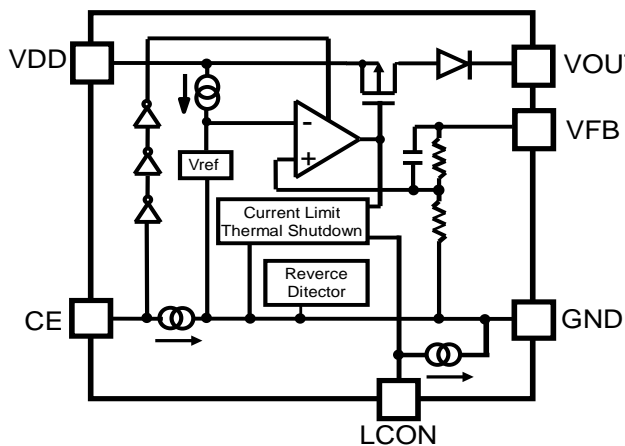 VDD
VOUT
VFB
-
+
Vref
Current Limit
Thermal Shutdown
Reverce
Ditector
CE
GND
LCON